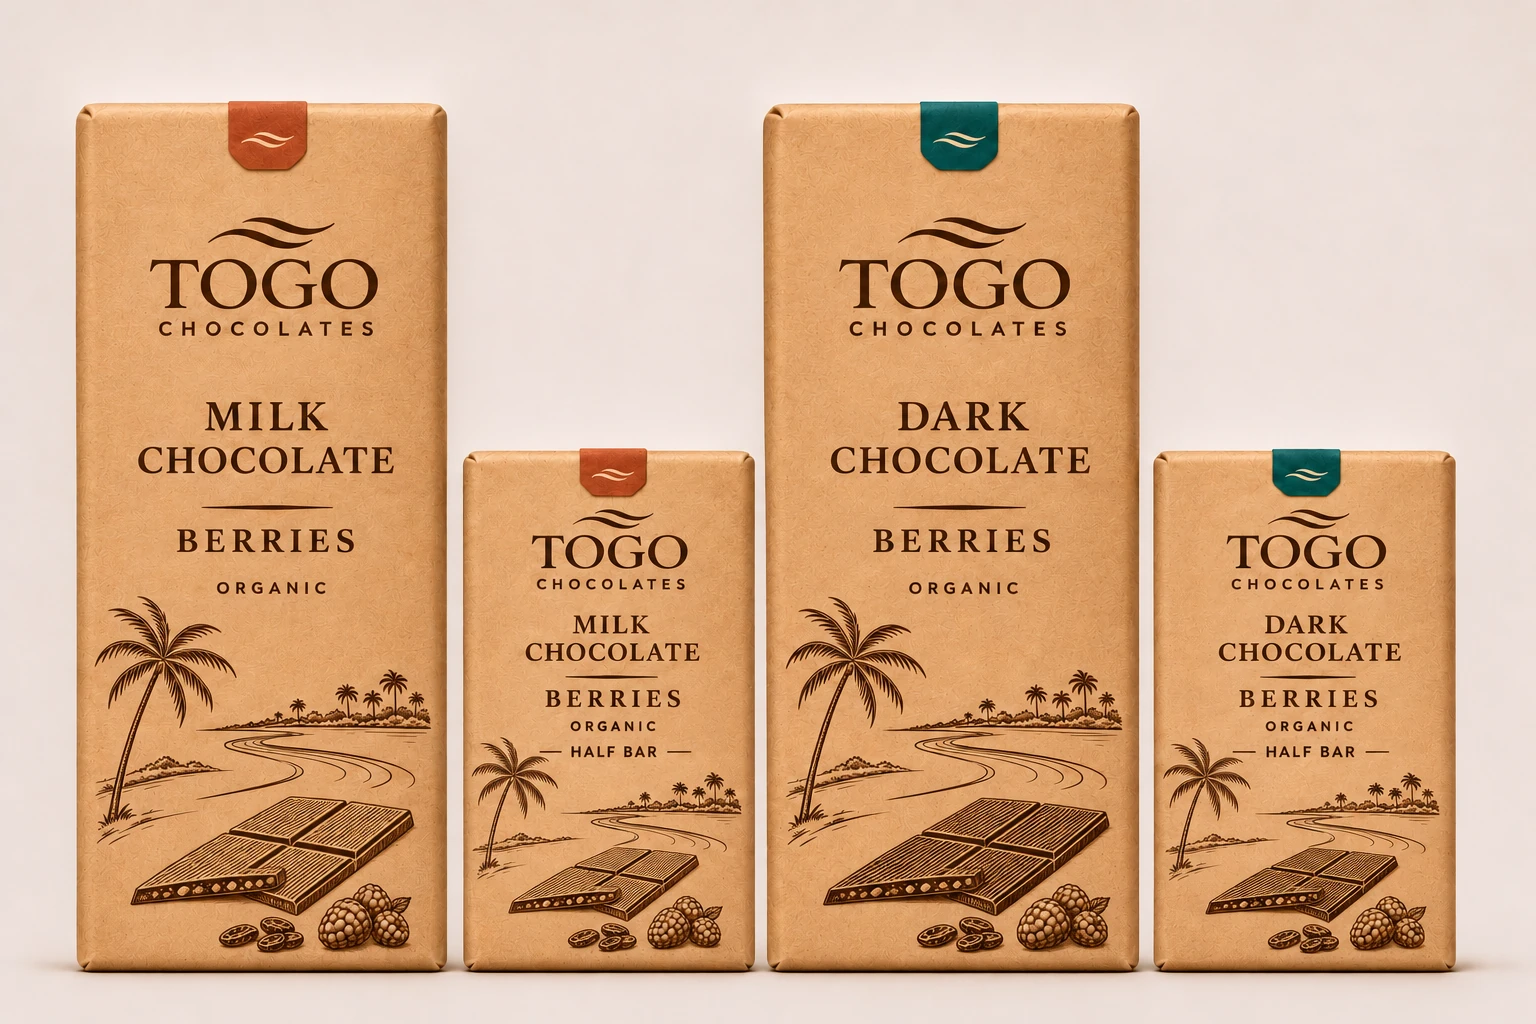 TOGO
CHOCOLATES
MILK
CHOCOLATE
BERRIES
ORGANIC
TOGO
CHOCOLATES
MILK
CHOCOLATE
BERRIES
ORGANIC
HALF BAR
TOGO
CHOCOLATES
DARK
CHOCOLATE
BERRIES
ORGANIC
TOGO
CHOCOLATES
DARK
CHOCOLATE
BERRIES
ORGANIC
HALF BAR